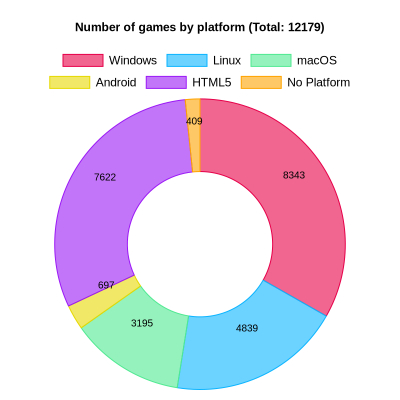 Number of games by platform (Total: 12179)
Windows Linux macOS
Android HTML5 No Platform
409
8343
7622
697
3195
4839